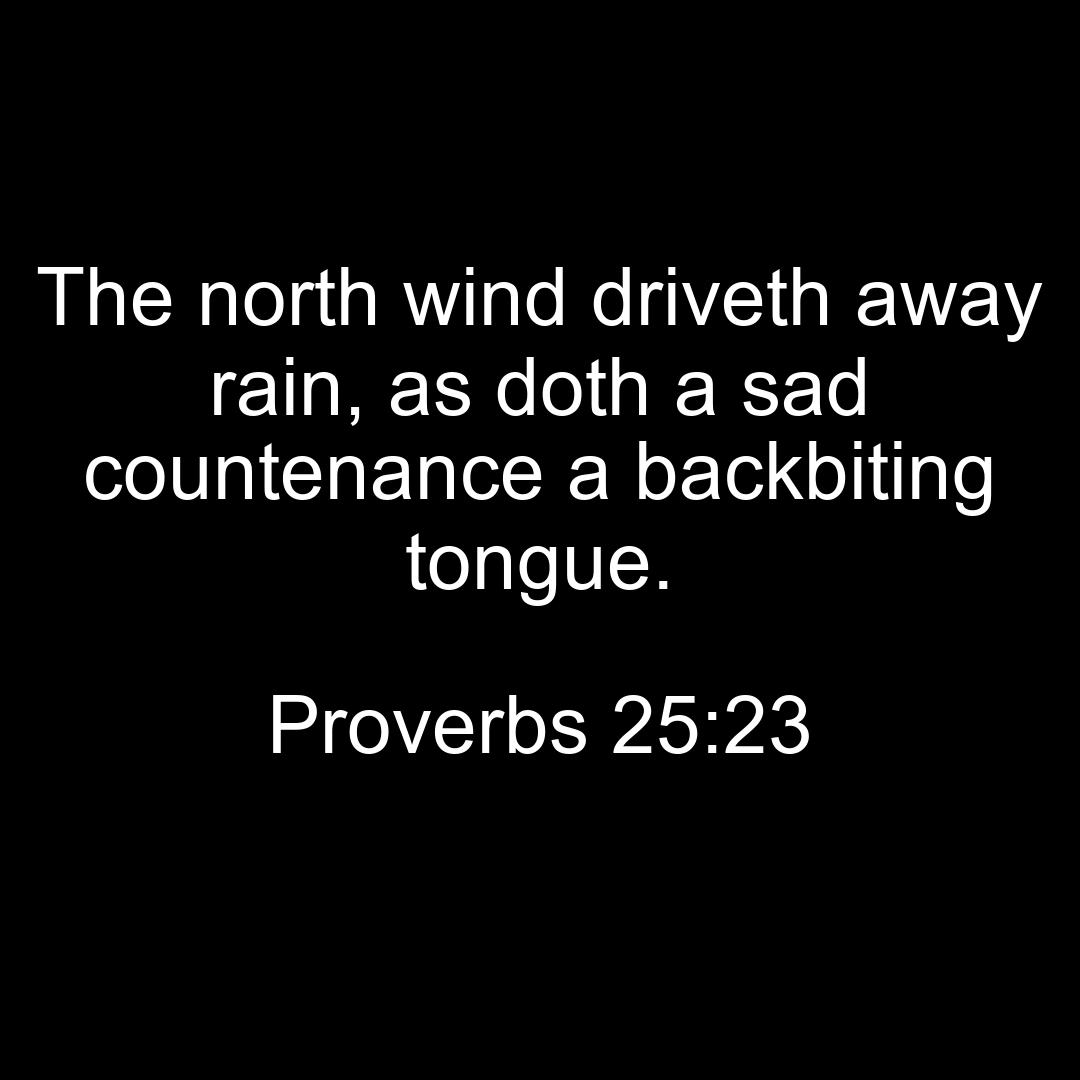 The north wind driveth away
rain, as doth a sad
countenance a backbiting
tongue.
Proverbs 25:23